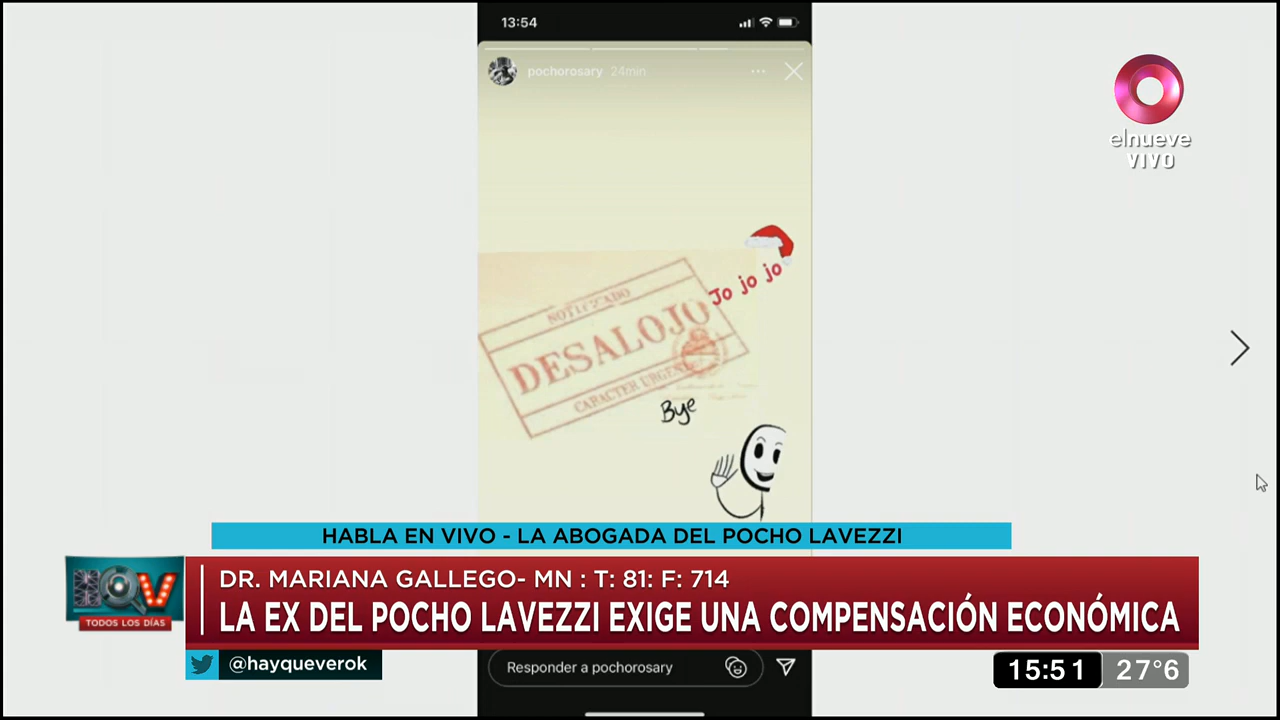 13:54
pochorosary 24min
elnueve
VIVO
Jo jo jo
NOTIFICADO
DESALOJO
CARACTER URGENTE
Bye
HABLA EN VIVO - LA ABOGADA DEL POCHO LAVEZZI
DR. MARIANA GALLEGO- MN : T: 81: F: 714
LA EX DEL POCHO LAVEZZI EXIGE UNA COMPENSACIÓN ECONÓMICA
HQV
TODOS LOS DÍAS
@hayqueverok
Responder a pochorosary
15:51 27°6